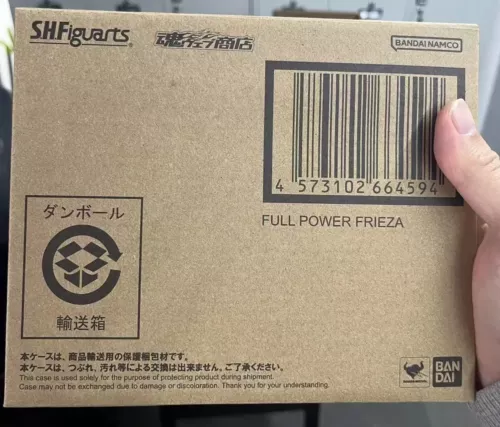 S.H.Figuarts
魂ウェブ商店
BANDAI NAMCO
4 573102 664594
FULL POWER FRIEZA
ダンボール
輸送箱
本ケースは、商品輸送用の保護梱包材です。
本ケースは、つぶれ、汚れ等による交換は出来ません、ご了承ください。
This case is used solely for the purpose of protecting product during shipment.
Case may not be exchanged due to damage or discoloration. Thank you for your understanding.
BAN
DAI